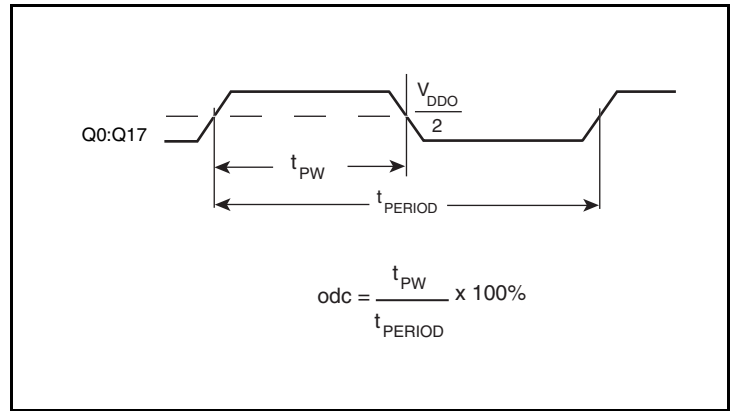 V_DDO
2
Q0:Q17
t_PW
t_PERIOD
odc = t_PW / t_PERIOD x 100%